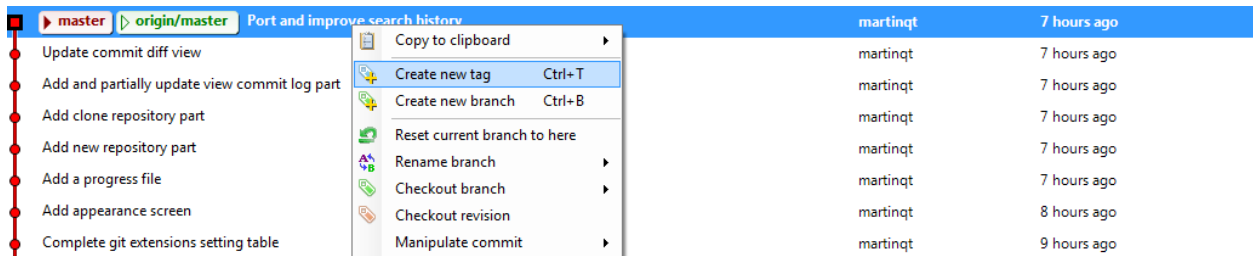 master origin/master Port and improve search history martinqt 7 hours ago
Copy to clipboard
Update commit diff view martinqt 7 hours ago
Create new tag Ctrl+T
Add and partially update view commit log part martinqt 7 hours ago
Create new branch Ctrl+B
Add clone repository part martinqt 7 hours ago
Reset current branch to here
Add new repository part martinqt 7 hours ago
Rename branch
Add a progress file martinqt 7 hours ago
Checkout branch
Add appearance screen martinqt 8 hours ago
Checkout revision
Complete git extensions setting table martinqt 9 hours ago
Manipulate commit